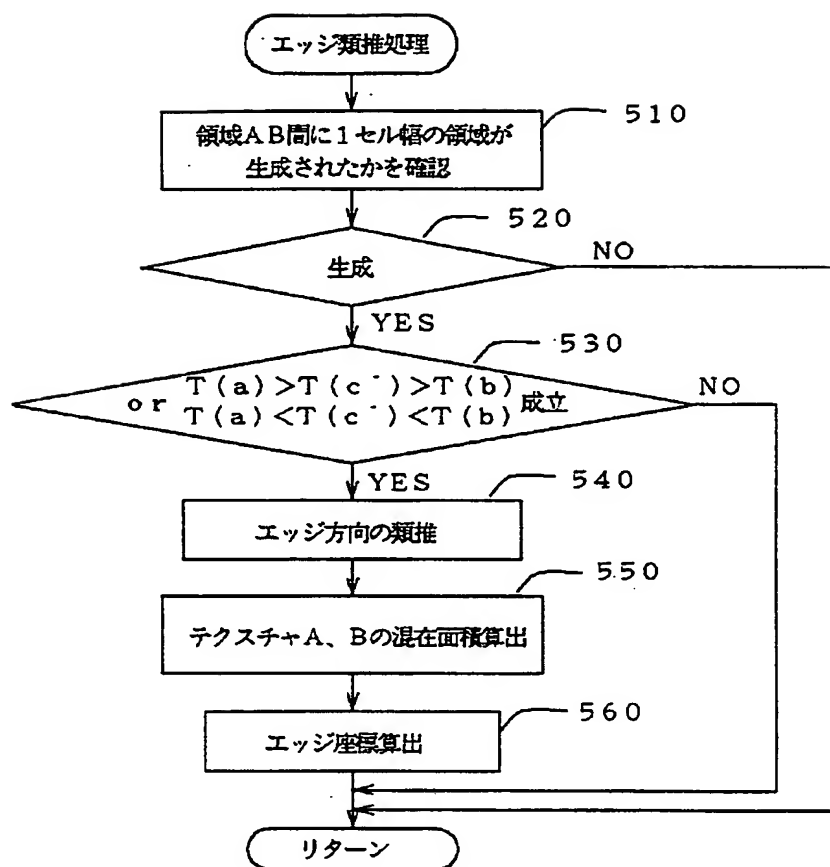 エッジ類推処理
510
領域AB間に1セル幅の領域が
生成されたかを確認
520
生成
NO
YES
530
T(a)>T(c')>T(b)
or 成立
T(a)<T(c')<T(b)
NO
YES
540
エッジ方向の類推
550
テクスチャA、Bの混在面積算出
560
エッジ座標算出
リターン